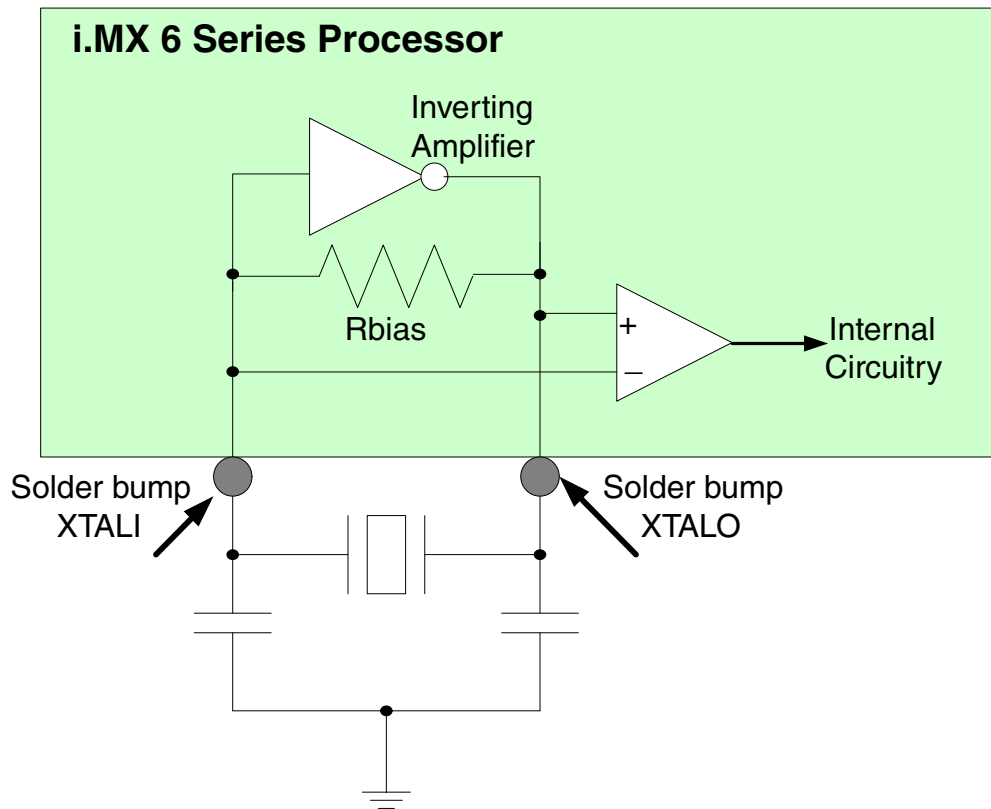 i.MX 6 Series Processor
Inverting
Amplifier
Rbias
+
–
Internal
Circuitry
Solder bump
XTALI
Solder bump
XTALO